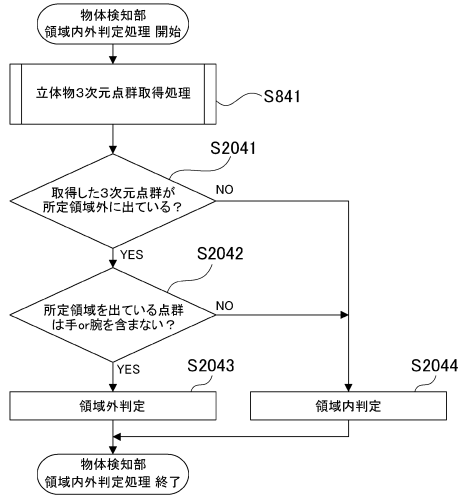 物体検知部
領域内外判定処理 開始
立体物3次元点群取得処理
S841
S2041
取得した3次元点群が
所定領域外に出ている？
NO
YES
S2042
所定領域を出ている点群
は手or腕を含まない？
NO
YES
S2043
領域外判定
S2044
領域内判定
物体検知部
領域内外判定処理 終了